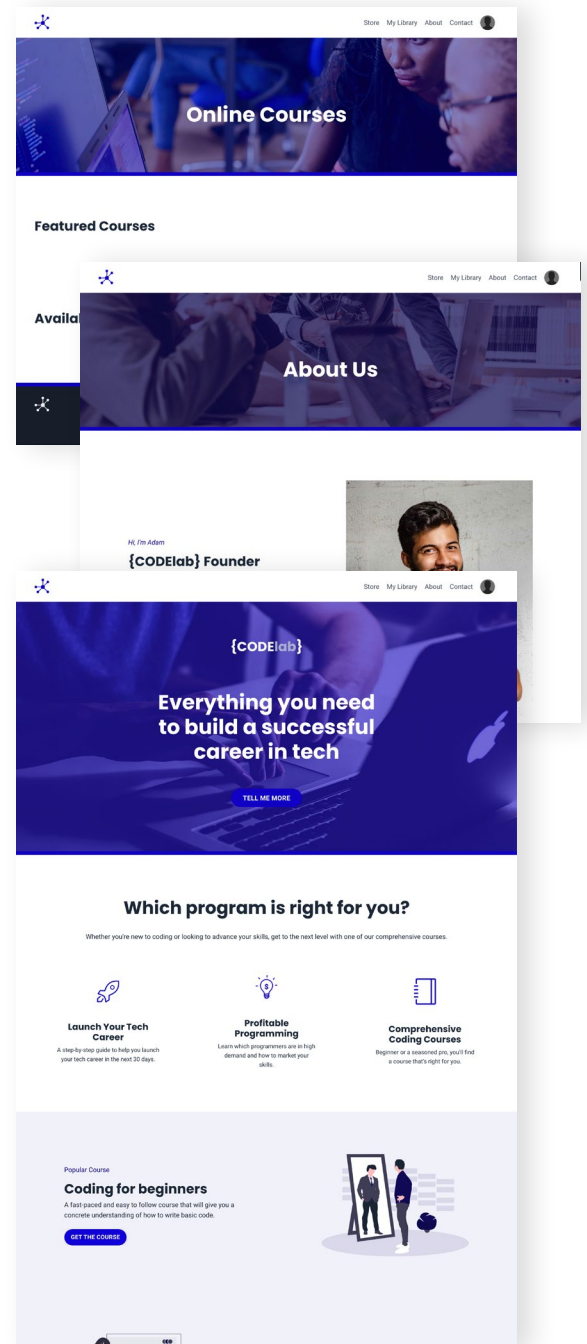 Store My Library About Contact
Online Courses
Featured Courses
Availa
Store My Library About Contact
About Us
Hi, I'm Adam
{CODElab} Founder
Store My Library About Contact
{CODElab}
Everything you need
to build a successful
career in tech
TELL ME MORE
Which program is right for you?
Whether you're new to coding or looking to advance your skills, get to the next level with one of our comprehensive courses.
Launch Your Tech
Career
A step-by-step guide to help you launch
your tech career in the next 30 days.
Profitable
Programming
Learn which programmers are in high
demand and how to market your
skills.
Comprehensive
Coding Courses
Beginner or a seasoned pro, you'll find
a course that's right for you.
Popular Course
Coding for beginners
A fast-paced and easy to follow course that will give you a
concrete understanding of how to write basic code.
GET THE COURSE